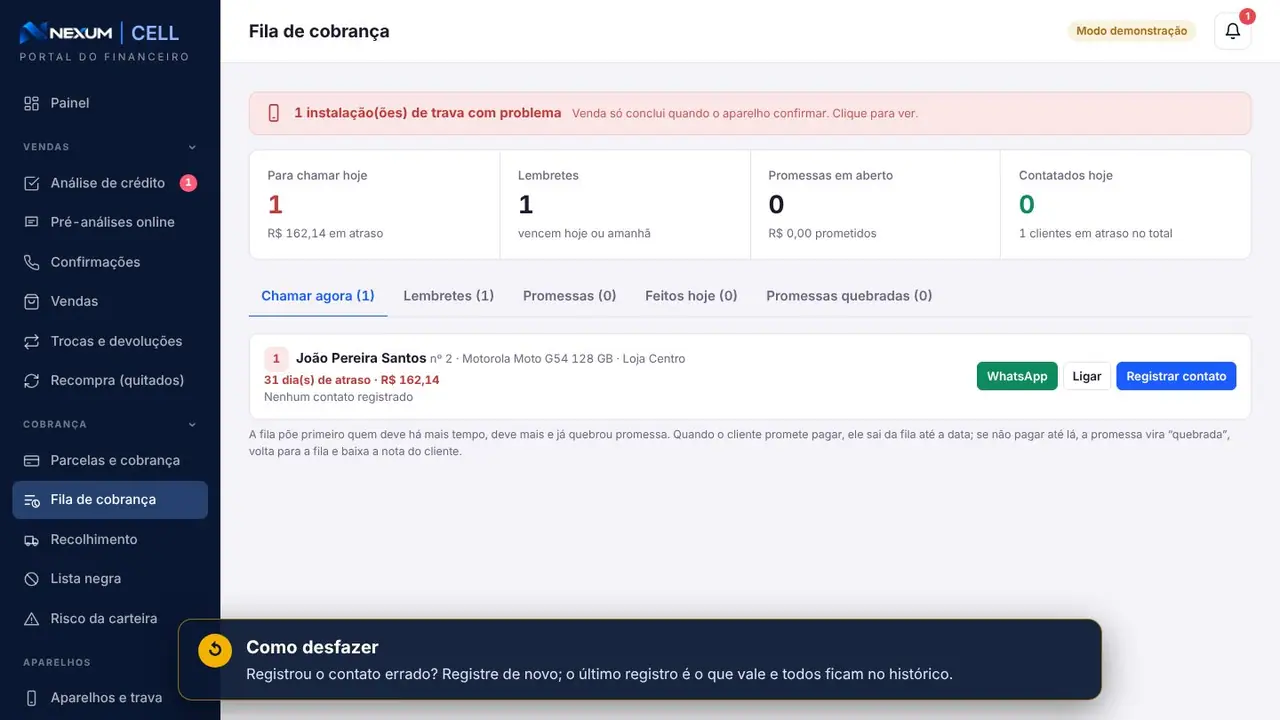 NEXUM | CELL
PORTAL DO FINANCEIRO
Painel
VENDAS
Análise de crédito 1
Pré-análises online
Confirmações
Vendas
Trocas e devoluções
Recompra (quitados)
COBRANÇA
Parcelas e cobrança
Fila de cobrança
Recolhimento
Lista negra
Risco da carteira
APARELHOS
Aparelhos e trava
Fila de cobrança
Modo demonstração
1
1 instalação(ões) de trava com problema Venda só conclui quando o aparelho confirmar. Clique para ver.
Para chamar hoje
1
R$ 162,14 em atraso
Lembretes
1
vencem hoje ou amanhã
Promessas em aberto
0
R$ 0,00 prometidos
Contatados hoje
0
1 clientes em atraso no total
Chamar agora (1) Lembretes (1) Promessas (0) Feitos hoje (0) Promessas quebradas (0)
1 João Pereira Santos nº 2 · Motorola Moto G54 128 GB · Loja Centro
31 dia(s) de atraso · R$ 162,14
Nenhum contato registrado
WhatsApp Ligar Registrar contato
A fila põe primeiro quem deve há mais tempo, deve mais e já quebrou promessa. Quando o cliente promete pagar, ele sai da fila até a data; se não pagar até lá, a promessa vira “quebrada”,
volta para a fila e baixa a nota do cliente.
Como desfazer
Registrou o contato errado? Registre de novo; o último registro é o que vale e todos ficam no histórico.